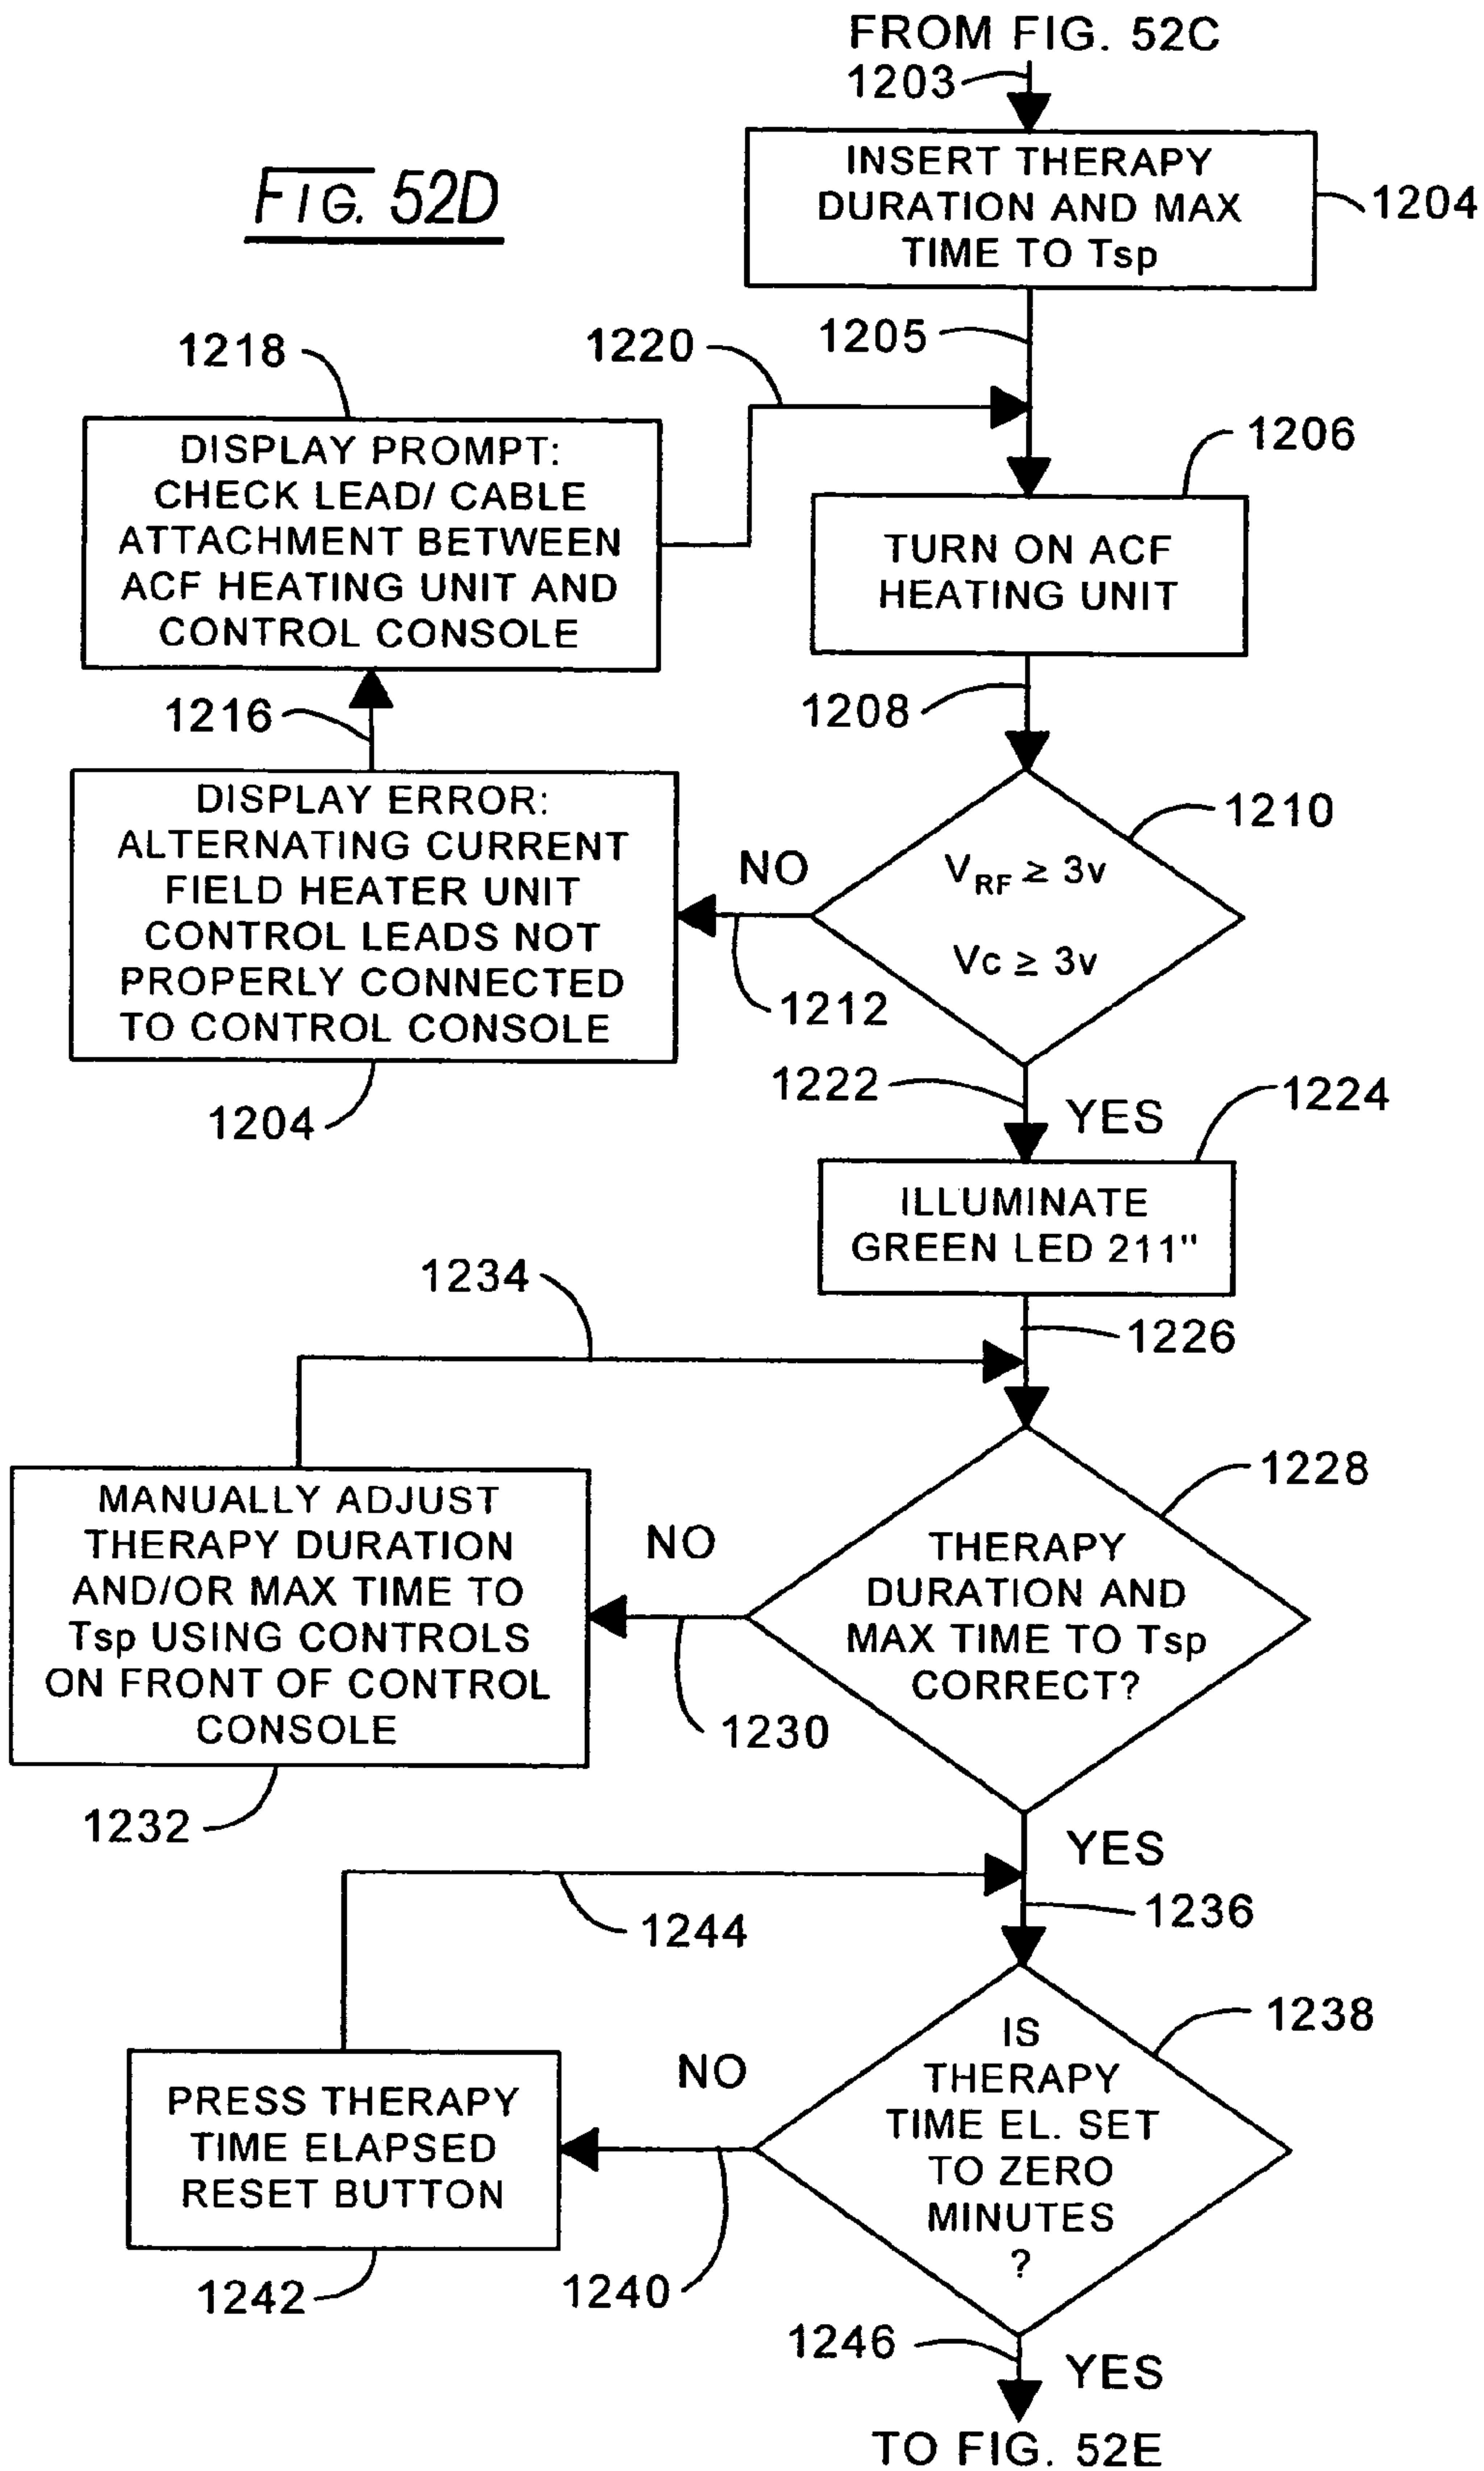 FROM FIG. 52C
1203
FIG. 52D
INSERT THERAPY
DURATION AND MAX
TIME TO Tsp
1204
1205
1220
1218
DISPLAY PROMPT:
CHECK LEAD/ CABLE
ATTACHMENT BETWEEN
ACF HEATING UNIT AND
CONTROL CONSOLE
1206
TURN ON ACF
HEATING UNIT
1208
1216
DISPLAY ERROR:
ALTERNATING CURRENT
FIELD HEATER UNIT
CONTROL LEADS NOT
PROPERLY CONNECTED
TO CONTROL CONSOLE
1204
NO
1212
1210
VRF ≥ 3v
Vc ≥ 3v
1222
YES
1224
ILLUMINATE
GREEN LED 211"
1226
1234
1228
THERAPY
DURATION AND
MAX TIME TO Tsp
CORRECT?
NO
1230
MANUALLY ADJUST
THERAPY DURATION
AND/OR MAX TIME TO
Tsp USING CONTROLS
ON FRONT OF CONTROL
CONSOLE
1232
YES
1236
1244
1238
IS
THERAPY
TIME EL. SET
TO ZERO
MINUTES
?
NO
1240
PRESS THERAPY
TIME ELAPSED
RESET BUTTON
1242
1246
YES
TO FIG. 52E